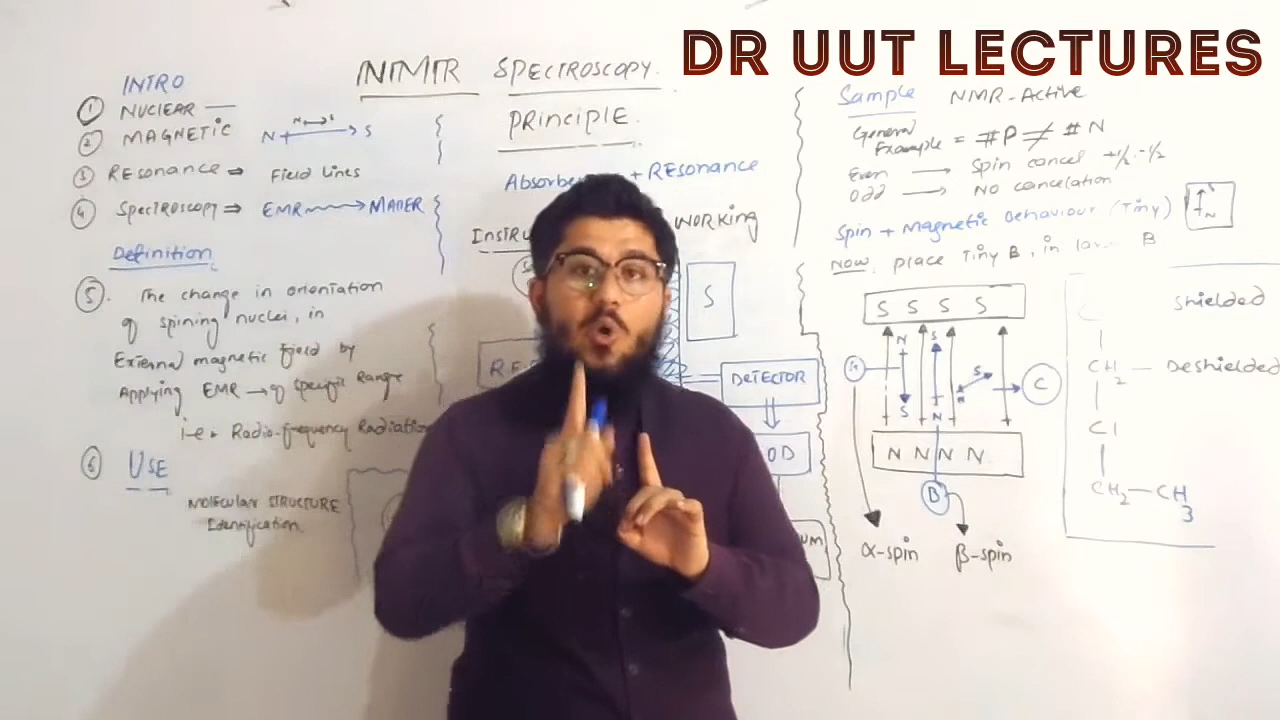 DR UUT LECTURES
NMR SPECTROSCOPY.
INTRO
① NUCLEAR
② MAGNETIC N S
③ REsonance ⇒ Field Lines
④ Spectroscopy ⇒ EMR → MATTER
Definition
⑤. The change in orientation
of spining nuclei, in
External magnetic field by
Applying EMR → of specific Range
i.e. Radio-frequency Radiation
⑥ USE
MOLECULAR STRUCTURE
Identification.
PRINCIPLE.
+ REsonance
WORKING
S
DETECTOR
Sample NMR-Active
General
Example = #P ≠ #N
Even → Spin cancel +1/2, -1/2
Odd → No cancelation
Spin + Magnetic Behaviour (Tiny)
N
NOW, place Tiny B, in B
S S S S
N S
S N
S
C
N N N N
B
α-spin β-spin
shielded
CH2 — Deshielded
Cl
CH2—CH3